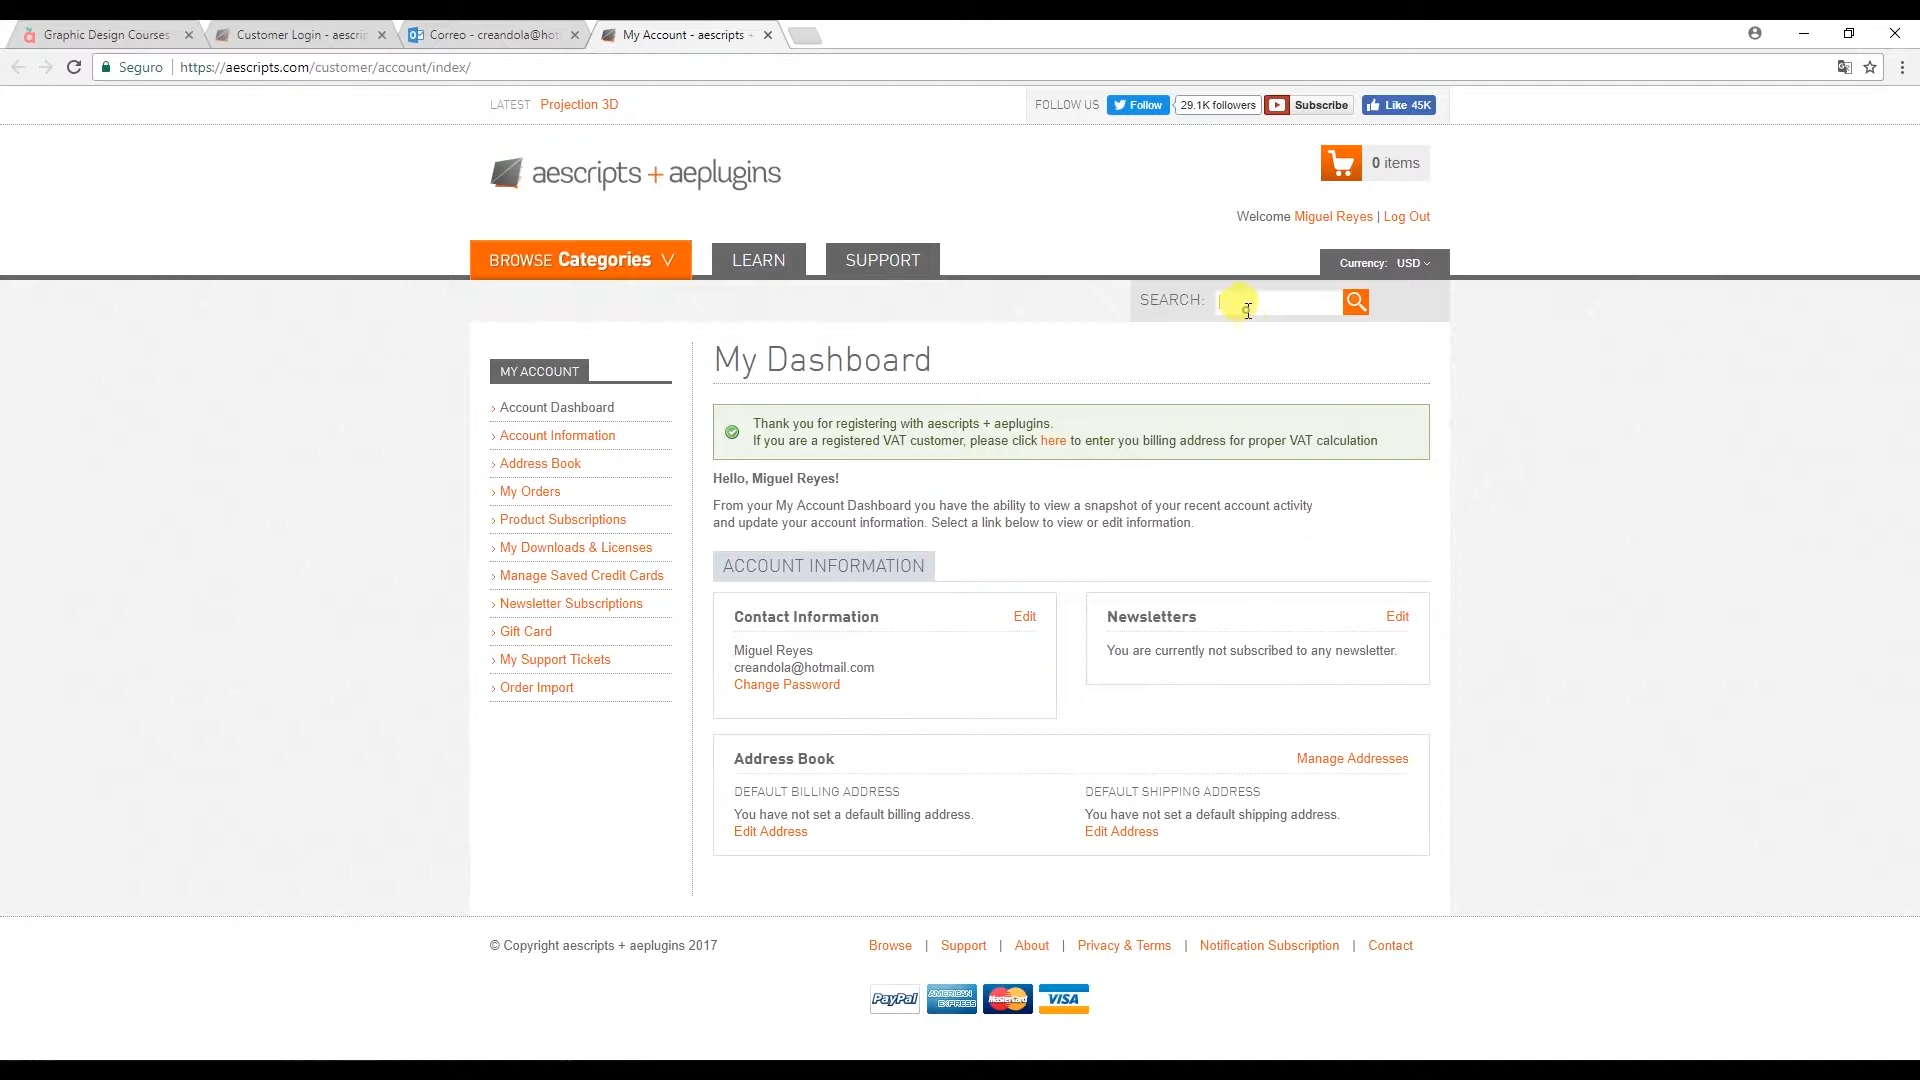 Graphic Design Courses
Customer Login - aescrip
Correo - creandola@hot
My Account - aescripts
Seguro
https://aescripts.com/customer/account/index/
LATEST Projection 3D
FOLLOW US
Follow
29.1K followers
Subscribe
Like 45K
aescripts + aeplugins
0 items
Welcome Miguel Reyes | Log Out
BROWSE Categories
LEARN
SUPPORT
Currency: USD
SEARCH:
MY ACCOUNT
Account Dashboard
Account Information
Address Book
My Orders
Product Subscriptions
My Downloads & Licenses
Manage Saved Credit Cards
Newsletter Subscriptions
Gift Card
My Support Tickets
Order Import
My Dashboard
Thank you for registering with aescripts + aeplugins.
If you are a registered VAT customer, please click here to enter you billing address for proper VAT calculation
Hello, Miguel Reyes!
From your My Account Dashboard you have the ability to view a snapshot of your recent account activity
and update your account information. Select a link below to view or edit information.
ACCOUNT INFORMATION
Contact Information Edit
Miguel Reyes
creandola@hotmail.com
Change Password
Newsletters Edit
You are currently not subscribed to any newsletter.
Address Book Manage Addresses
DEFAULT BILLING ADDRESS
You have not set a default billing address.
Edit Address
DEFAULT SHIPPING ADDRESS
You have not set a default shipping address.
Edit Address
© Copyright aescripts + aeplugins 2017
Browse | Support | About | Privacy & Terms | Notification Subscription | Contact
PayPal
AMERICAN EXPRESS
MasterCard
VISA